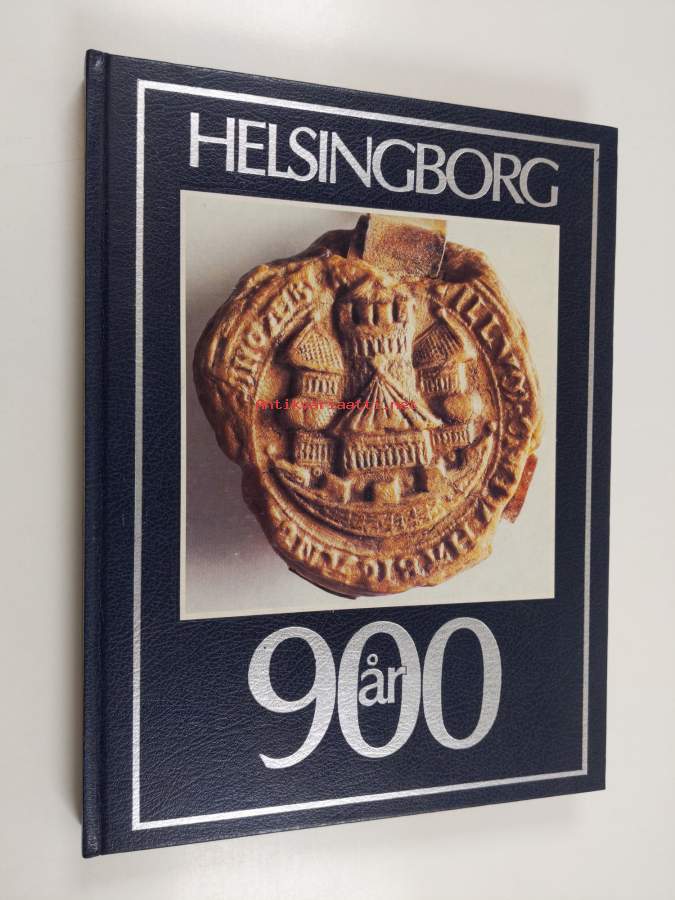 HELSINGBORG
Antikvariaatti.net
900
år